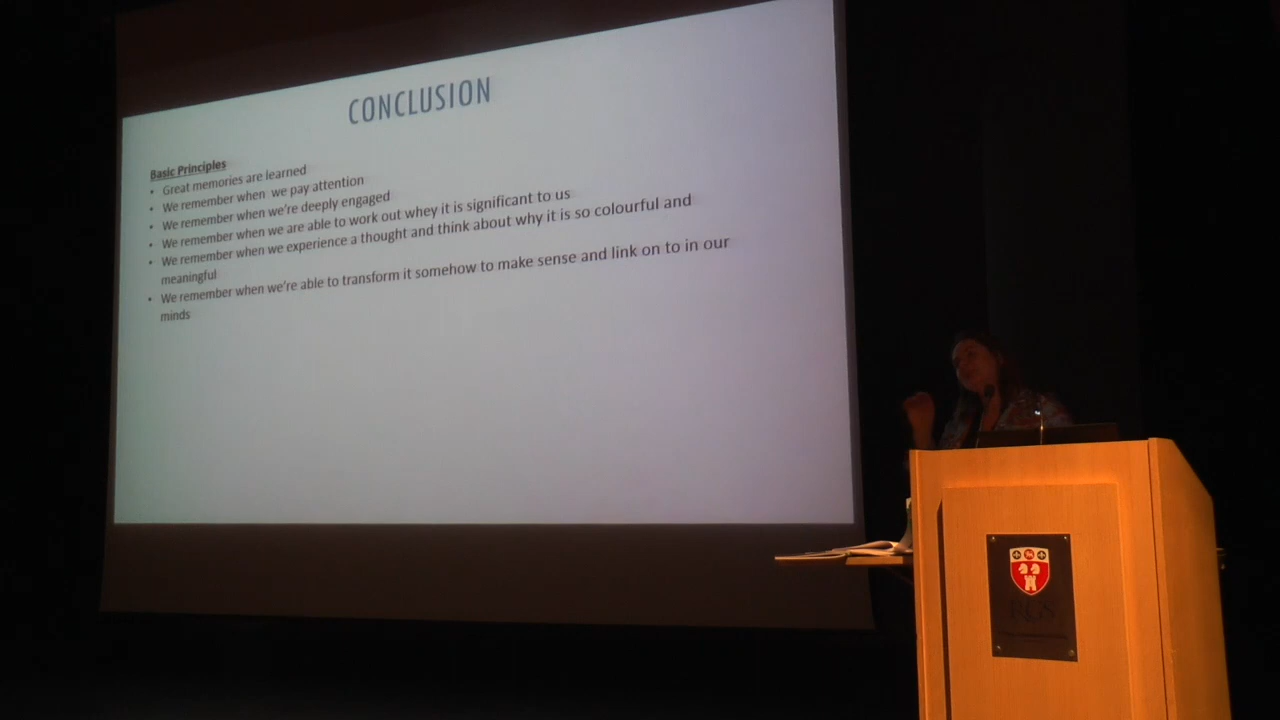 CONCLUSION
Basic Principles
• Great memories are learned
• We remember when we pay attention
• We remember when we're deeply engaged
• We remember when we are able to work out whey it is significant to us
• We remember when we experience a thought and think about why it is so colourful and
meaningful
• We remember when we're able to transform it somehow to make sense and link on to in our
minds
RGS